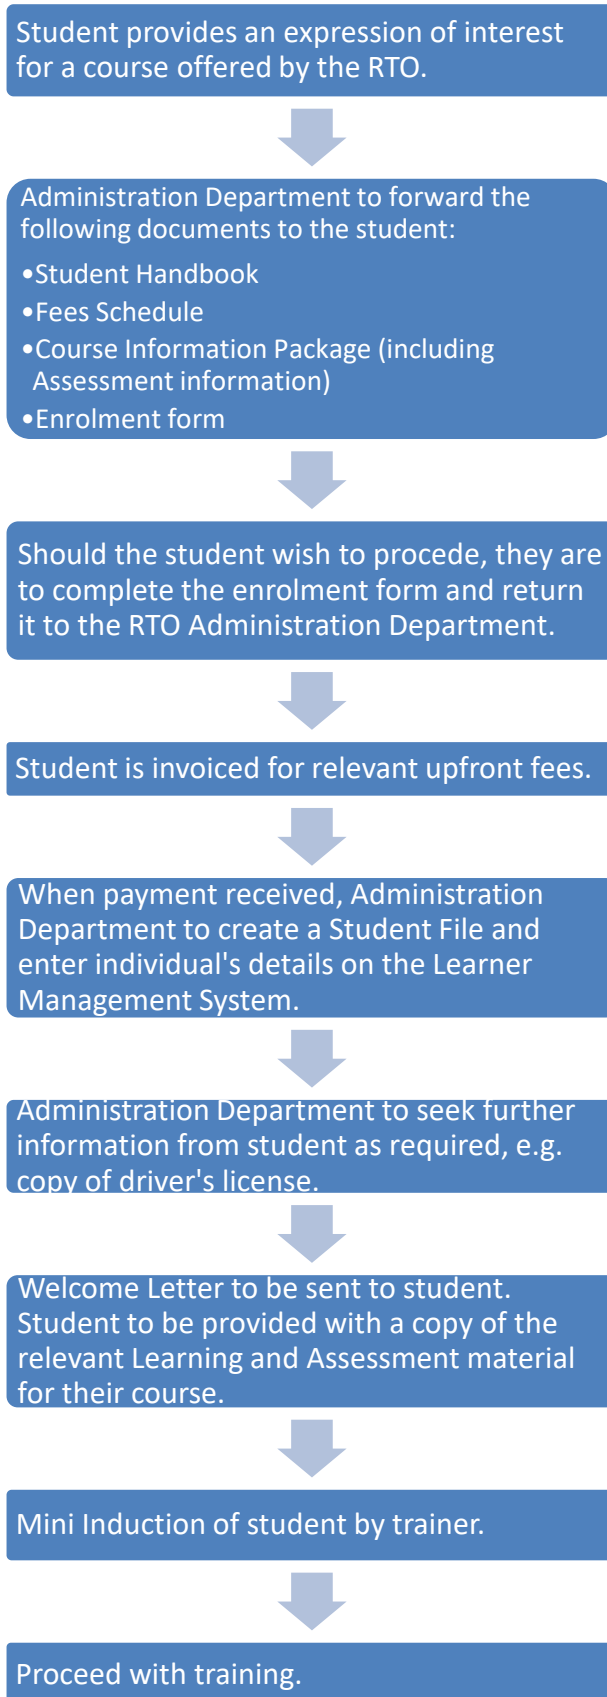 Student provides an expression of interest
for a course offered by the RTO.
Administration Department to forward the
following documents to the student:
•Student Handbook
•Fees Schedule
•Course Information Package (including
Assessment information)
•Enrolment form
Should the student wish to procede, they are
to complete the enrolment form and return
it to the RTO Administration Department.
Student is invoiced for relevant upfront fees.
When payment received, Administration
Department to create a Student File and
enter individual's details on the Learner
Management System.
Administration Department to seek further
information from student as required, e.g.
copy of driver's license.
Welcome Letter to be sent to student.
Student to be provided with a copy of the
relevant Learning and Assessment material
for their course.
Mini Induction of student by trainer.
Proceed with training.